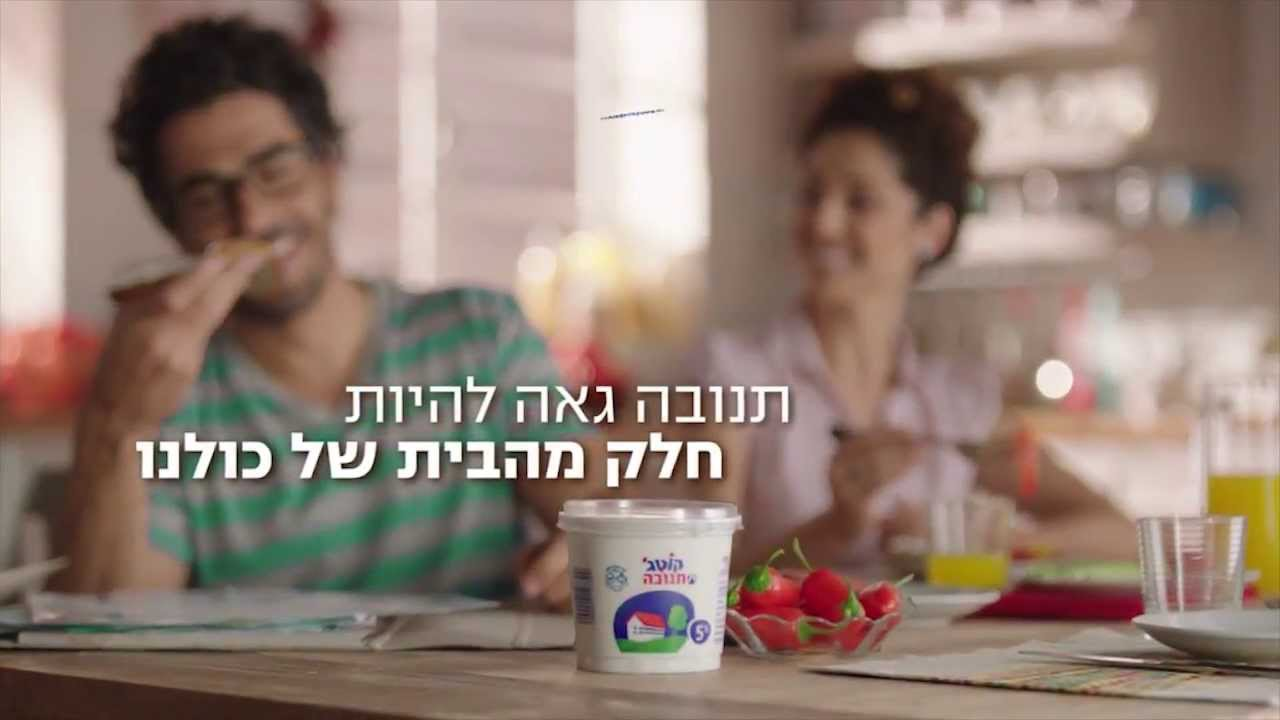 תנובה גאה להיות
חלק מהבית של כולנו
קוטג'
תנובה
5%